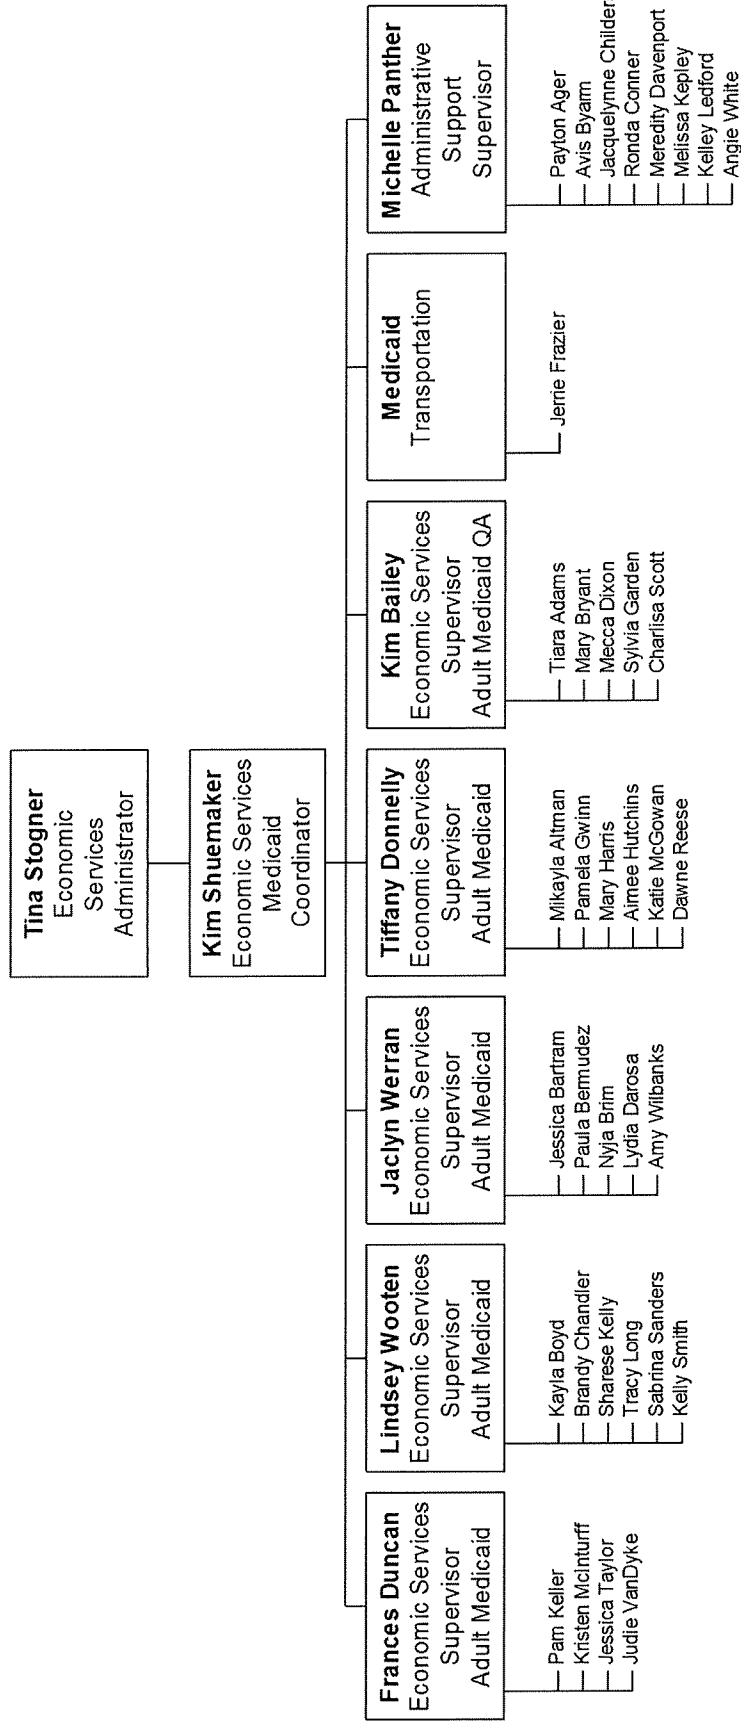 Tina Stogner
Economic
Services
Administrator
Kim Shuemaker
Economic Services
Medicaid
Coordinator
Frances Duncan
Economic Services
Supervisor
Adult Medicaid
Pam Keller
Kristen McInturff
Jessica Taylor
Judie VanDyke
Lindsey Wooten
Economic Services
Supervisor
Adult Medicaid
Kayla Boyd
Brandy Chandler
Sharese Kelly
Tracy Long
Sabrina Sanders
Kelly Smith
Jaclyn Werran
Economic Services
Supervisor
Adult Medicaid
Jessica Bartram
Paula Bermudez
Nyja Brim
Lydia Darosa
Amy Wilbanks
Tiffany Donnelly
Economic Services
Supervisor
Adult Medicaid
Mikayla Altman
Pamela Gwinn
Mary Harris
Aimee Hutchins
Katie McGowan
Dawne Reese
Kim Bailey
Economic Services
Supervisor
Adult Medicaid QA
Tiara Adams
Mary Bryant
Mecca Dixon
Sylvia Garden
Charlisa Scott
Medicaid
Transportation
Jerrie Frazier
Michelle Panther
Administrative
Support
Supervisor
Payton Ager
Avis Byarm
Jacquelynne Childer
Ronda Conner
Meredity Davenport
Melissa Kepley
Kelley Ledford
Angie White